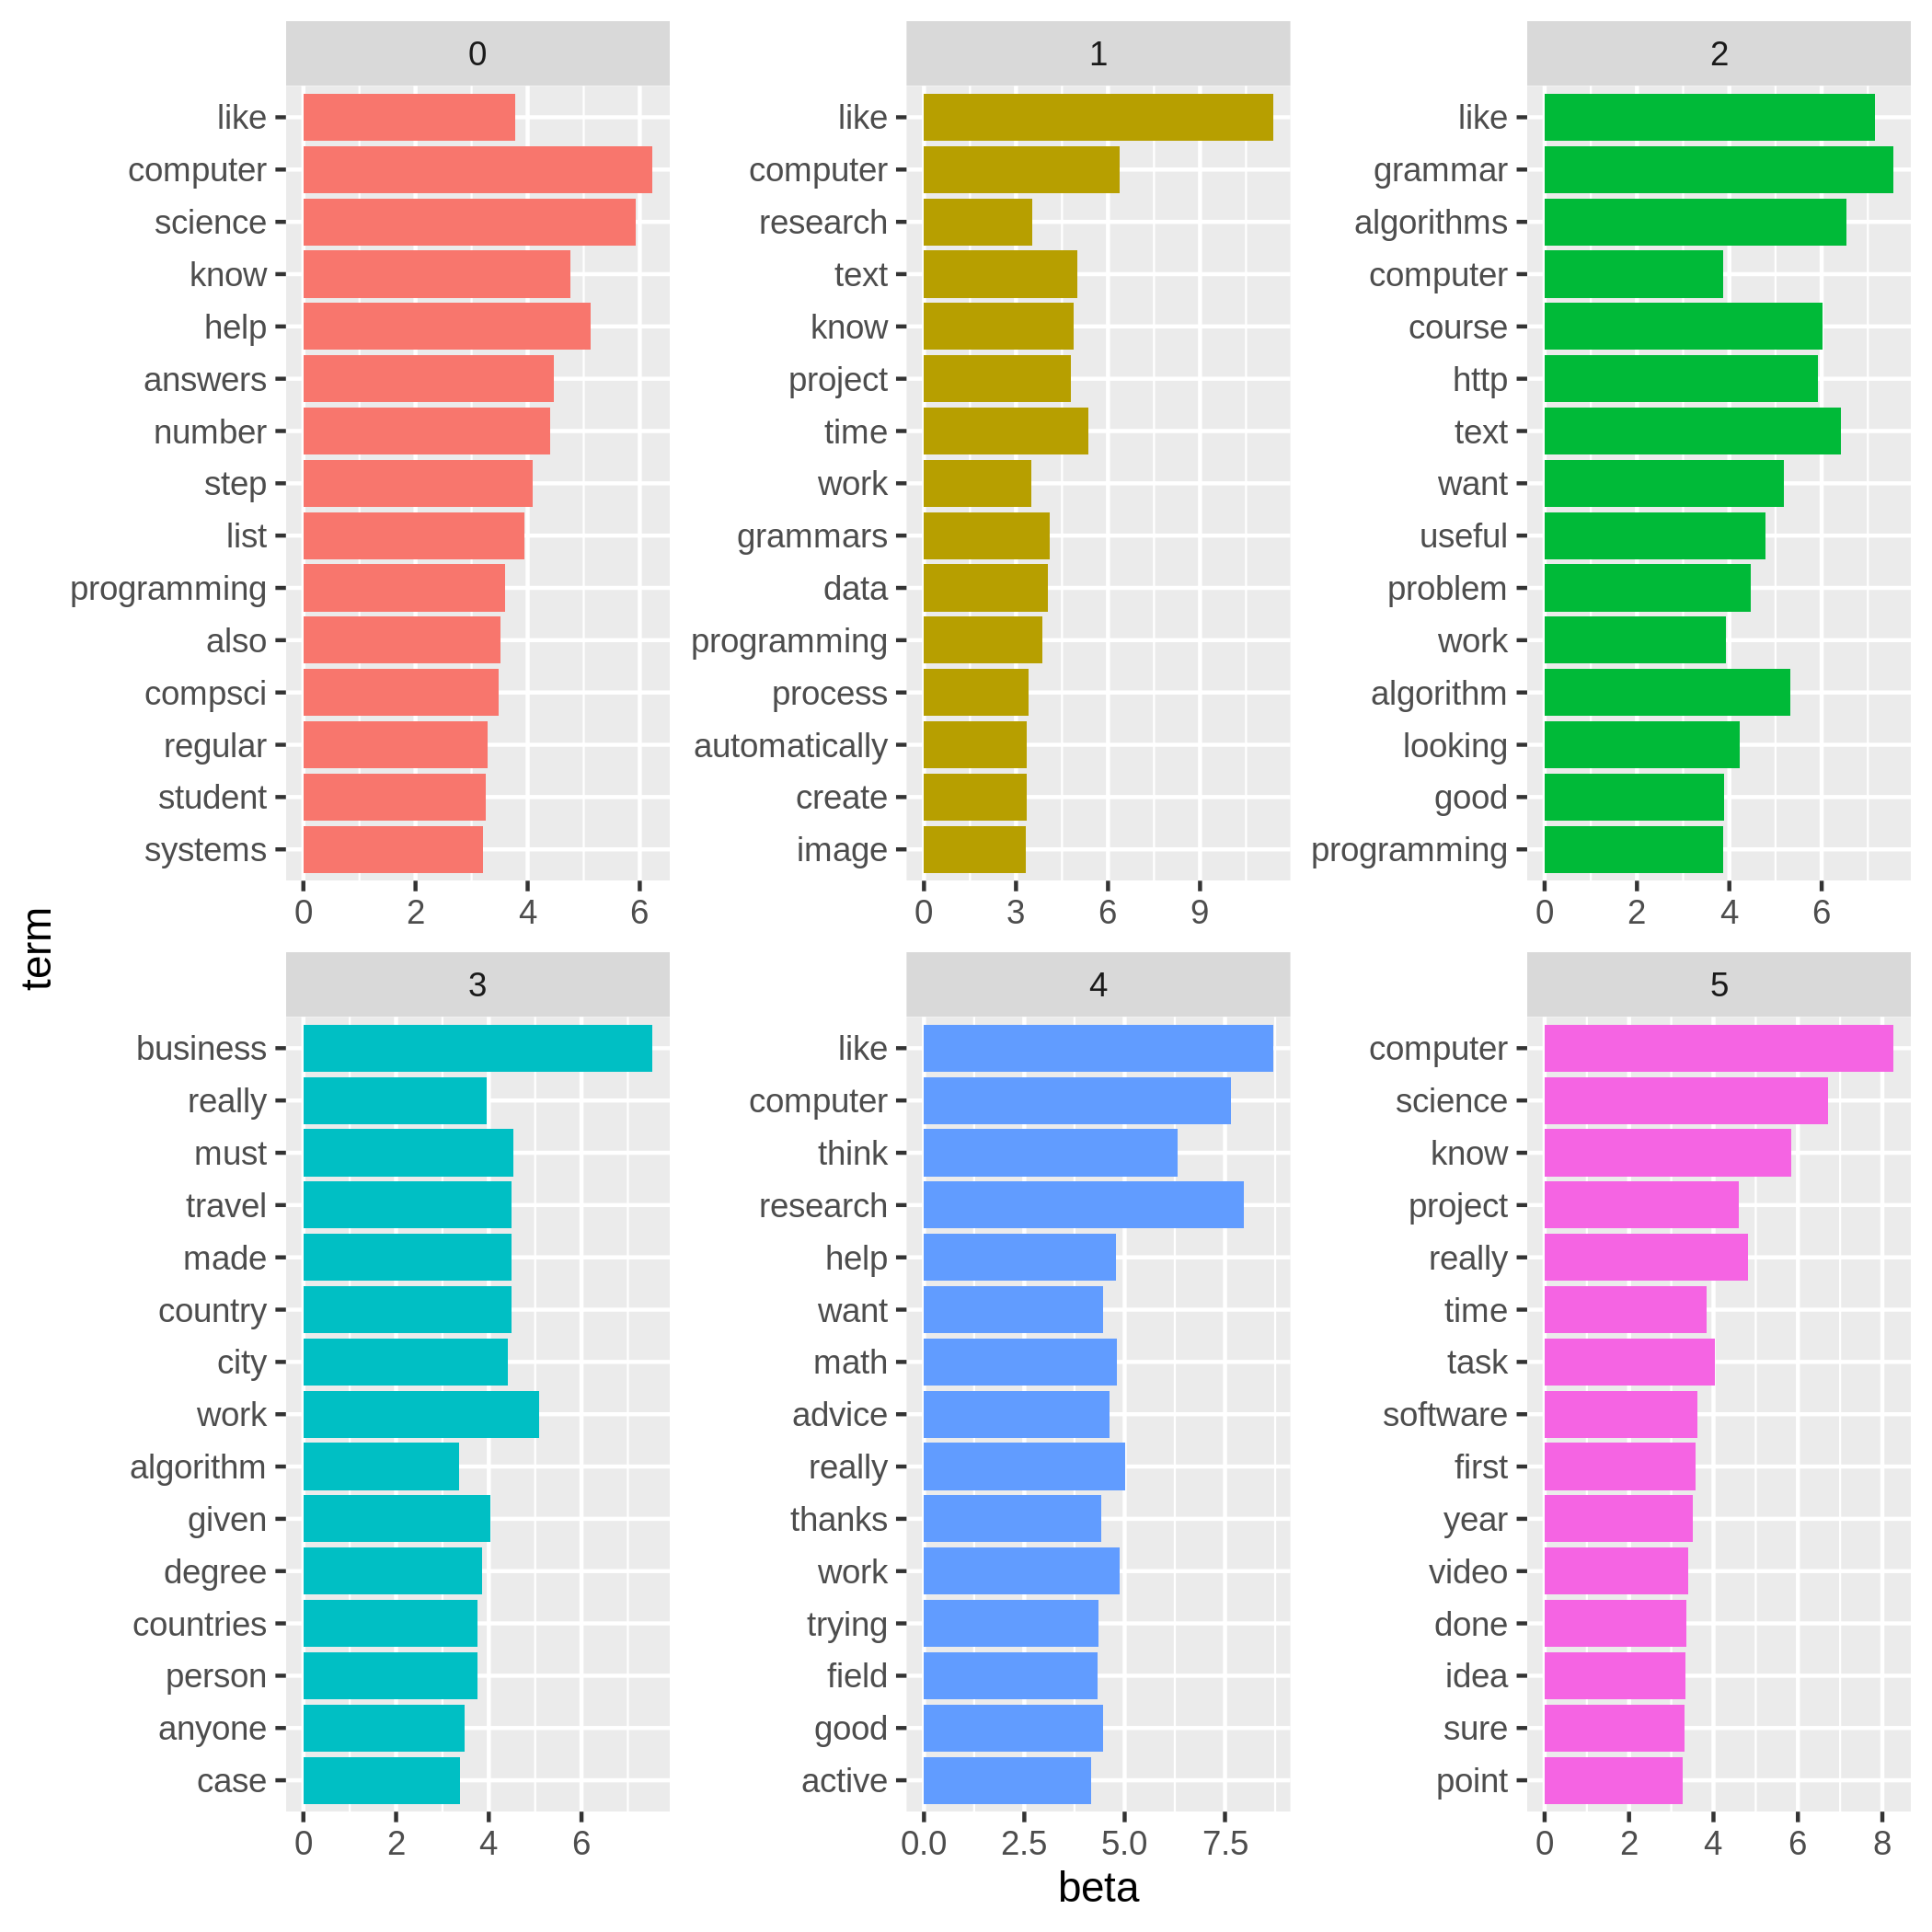 0
like
computer
science
know
help
answers
number
step
list
programming
also
compsci
regular
student
systems
0 2 4 6
1
like
computer
research
text
know
project
time
work
grammars
data
programming
process
automatically
create
image
0 3 6 9
2
like
grammar
algorithms
computer
course
http
text
want
useful
problem
work
algorithm
looking
good
programming
0 2 4 6
term
3
business
really
must
travel
made
country
city
work
algorithm
given
degree
countries
person
anyone
case
0 2 4 6
4
like
computer
think
research
help
want
math
advice
really
thanks
work
trying
field
good
active
0.0 2.5 5.0 7.5
5
computer
science
know
project
really
time
task
software
first
year
video
done
idea
sure
point
0 2 4 6 8
beta